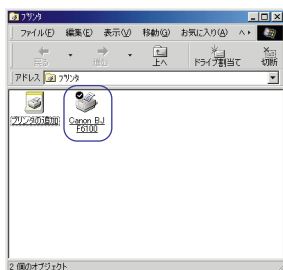 プリンタ
ファイル(F) 編集(E) 表示(V) 移動(G) お気に入り(A)
戻る 進む 上へ ドライブ割当て 切断
アドレス プリンタ
プリンタの追加 Canon BJ F6100
2 個のオブジェクト